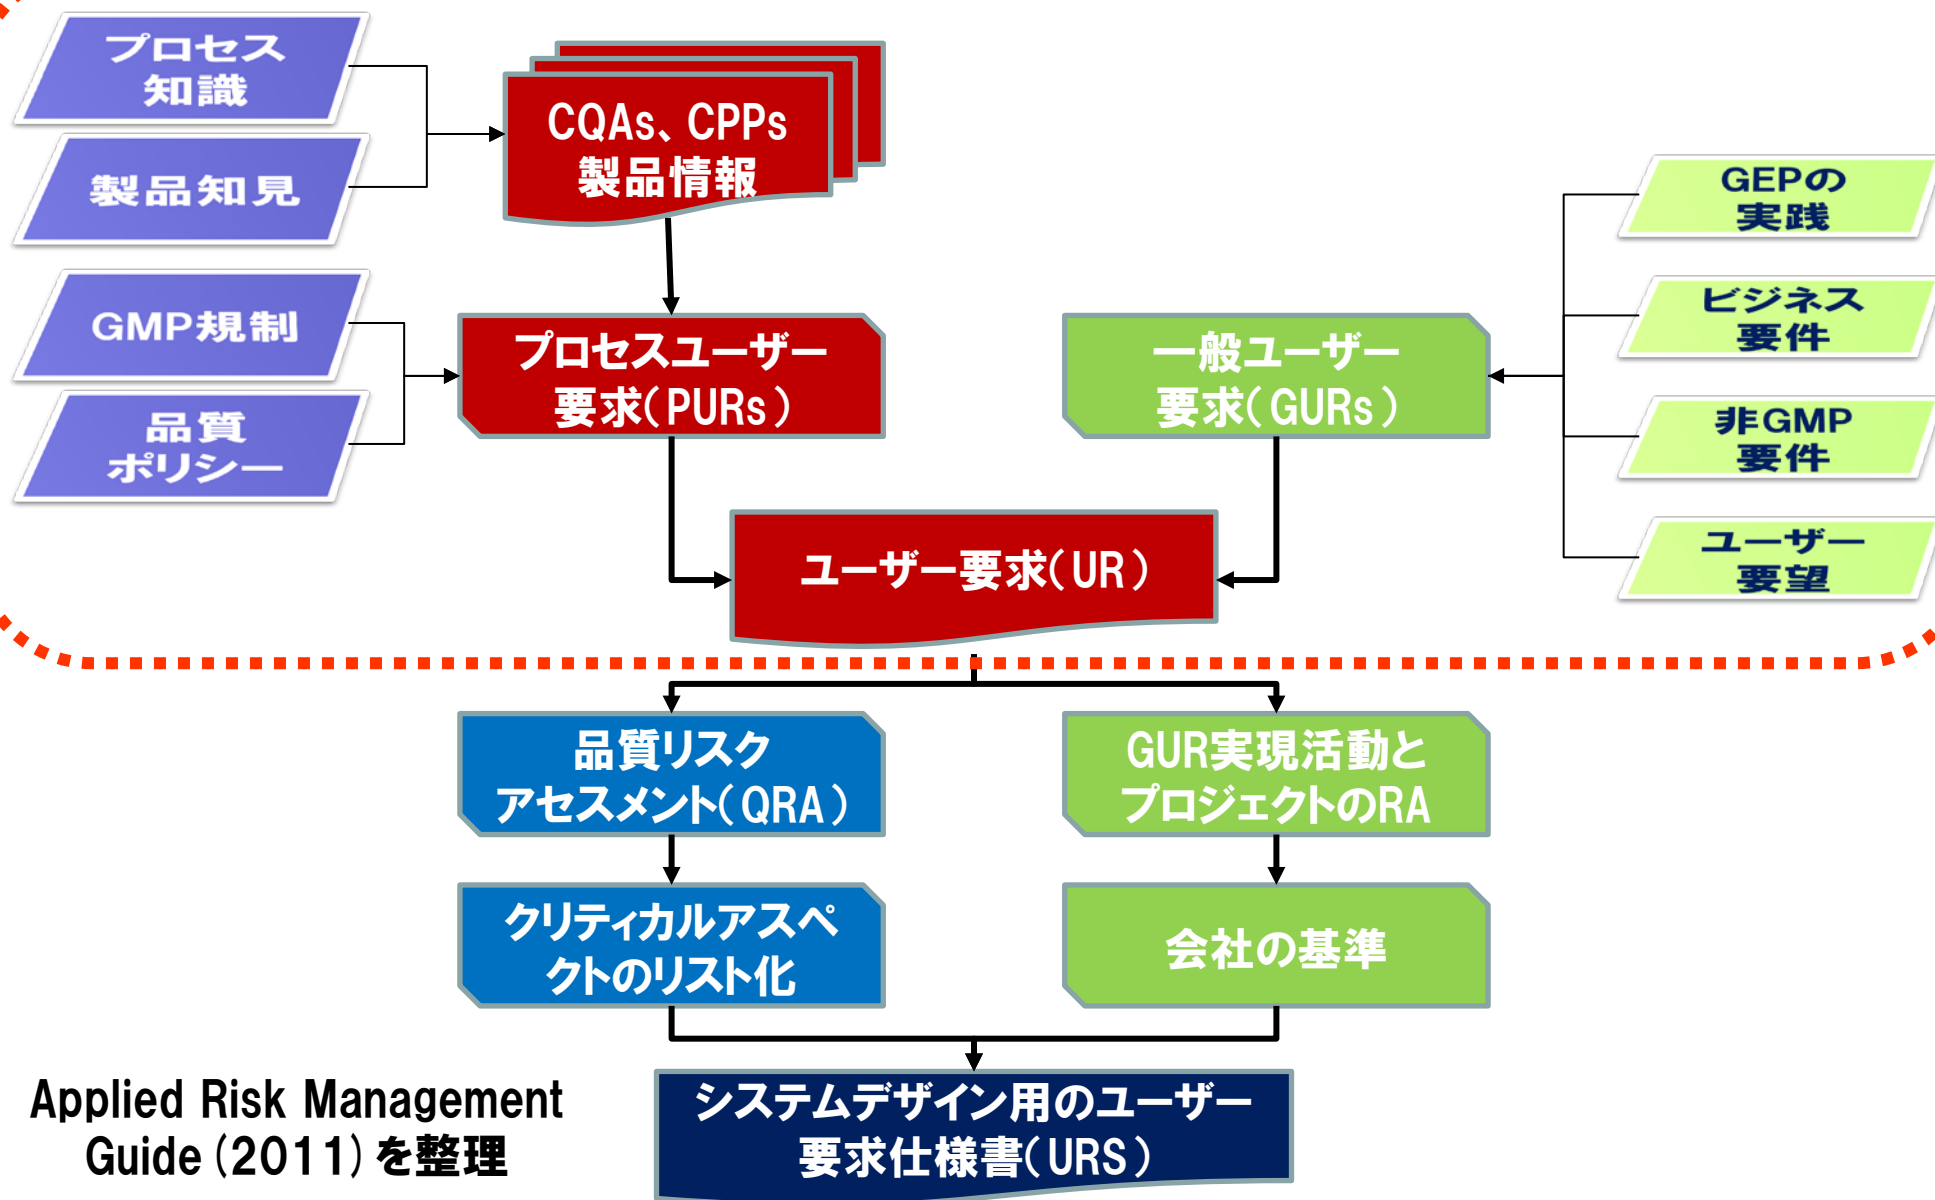 プロセス
知識
製品知見
CQAs、CPPs
製品情報
GEPの
実践
GMP規制
品質
ポリシー
プロセスユーザー
要求(PURs)
一般ユーザー
要求(GURs)
ビジネス
要件
非GMP
要件
ユーザー
要望
ユーザー要求(UR)
品質リスク
アセスメント(QRA)
GUR実現活動と
プロジェクトのRA
クリティカルアスペ
クトのリスト化
会社の基準
システムデザイン用のユーザー
要求仕様書(URS)
Applied Risk Management
Guide(2011)を整理